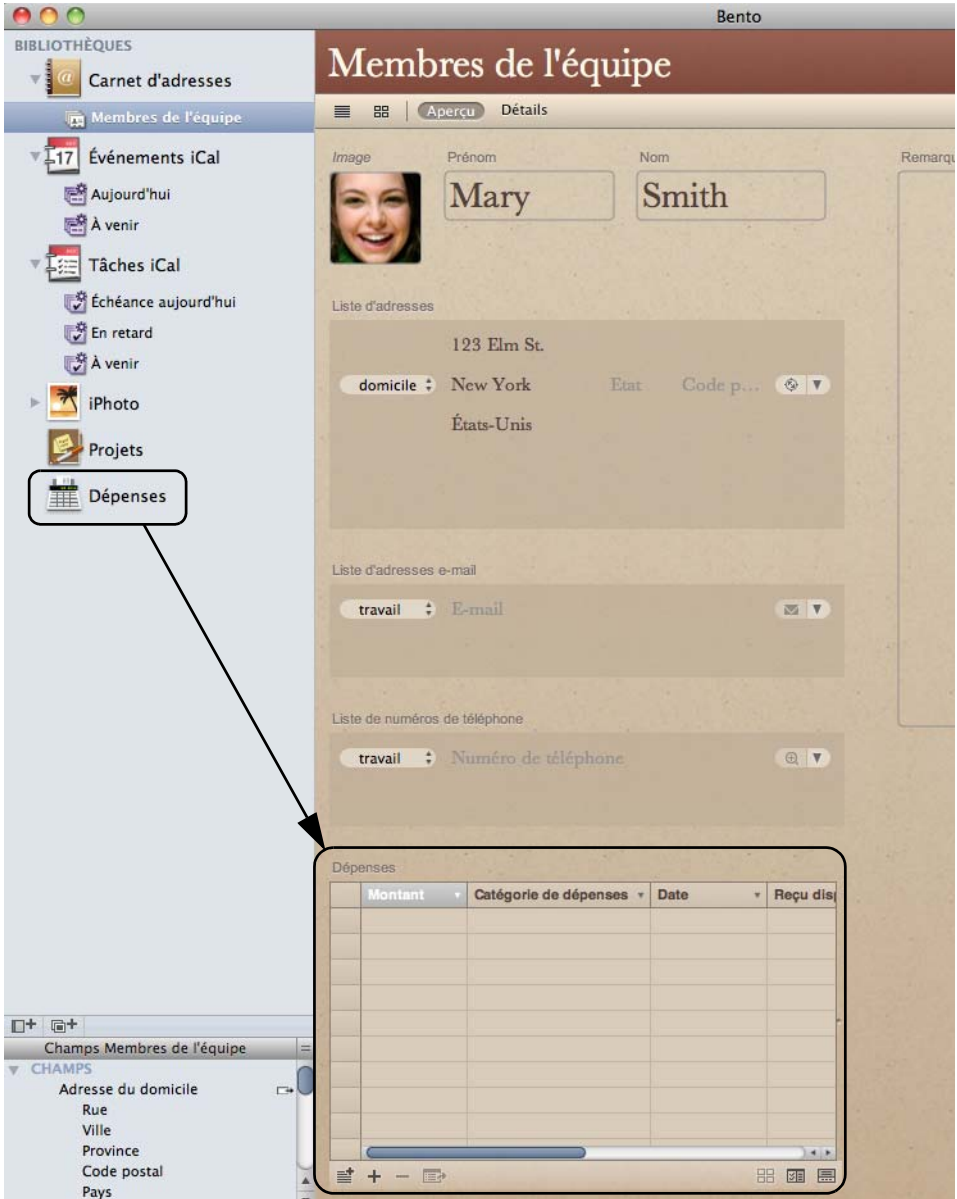 Bento
BIBLIOTHÈQUES
Carnet d'adresses
Membres de l'équipe
17 Événements iCal
Aujourd'hui
À venir
Tâches iCal
Échéance aujourd'hui
En retard
À venir
iPhoto
Projets
Dépenses
Champs Membres de l'équipe
CHAMPS
Adresse du domicile
Rue
Ville
Province
Code postal
Pays
Membres de l'équipe
Aperçu Détails
Image Prénom Nom Remarqu
Mary Smith
Liste d'adresses
123 Elm St.
domicile New York Etat Code p...
États-Unis
Liste d'adresses e-mail
travail E-mail
Liste de numéros de téléphone
travail Numéro de téléphone
Dépenses
Montant Catégorie de dépenses Date Reçu disp